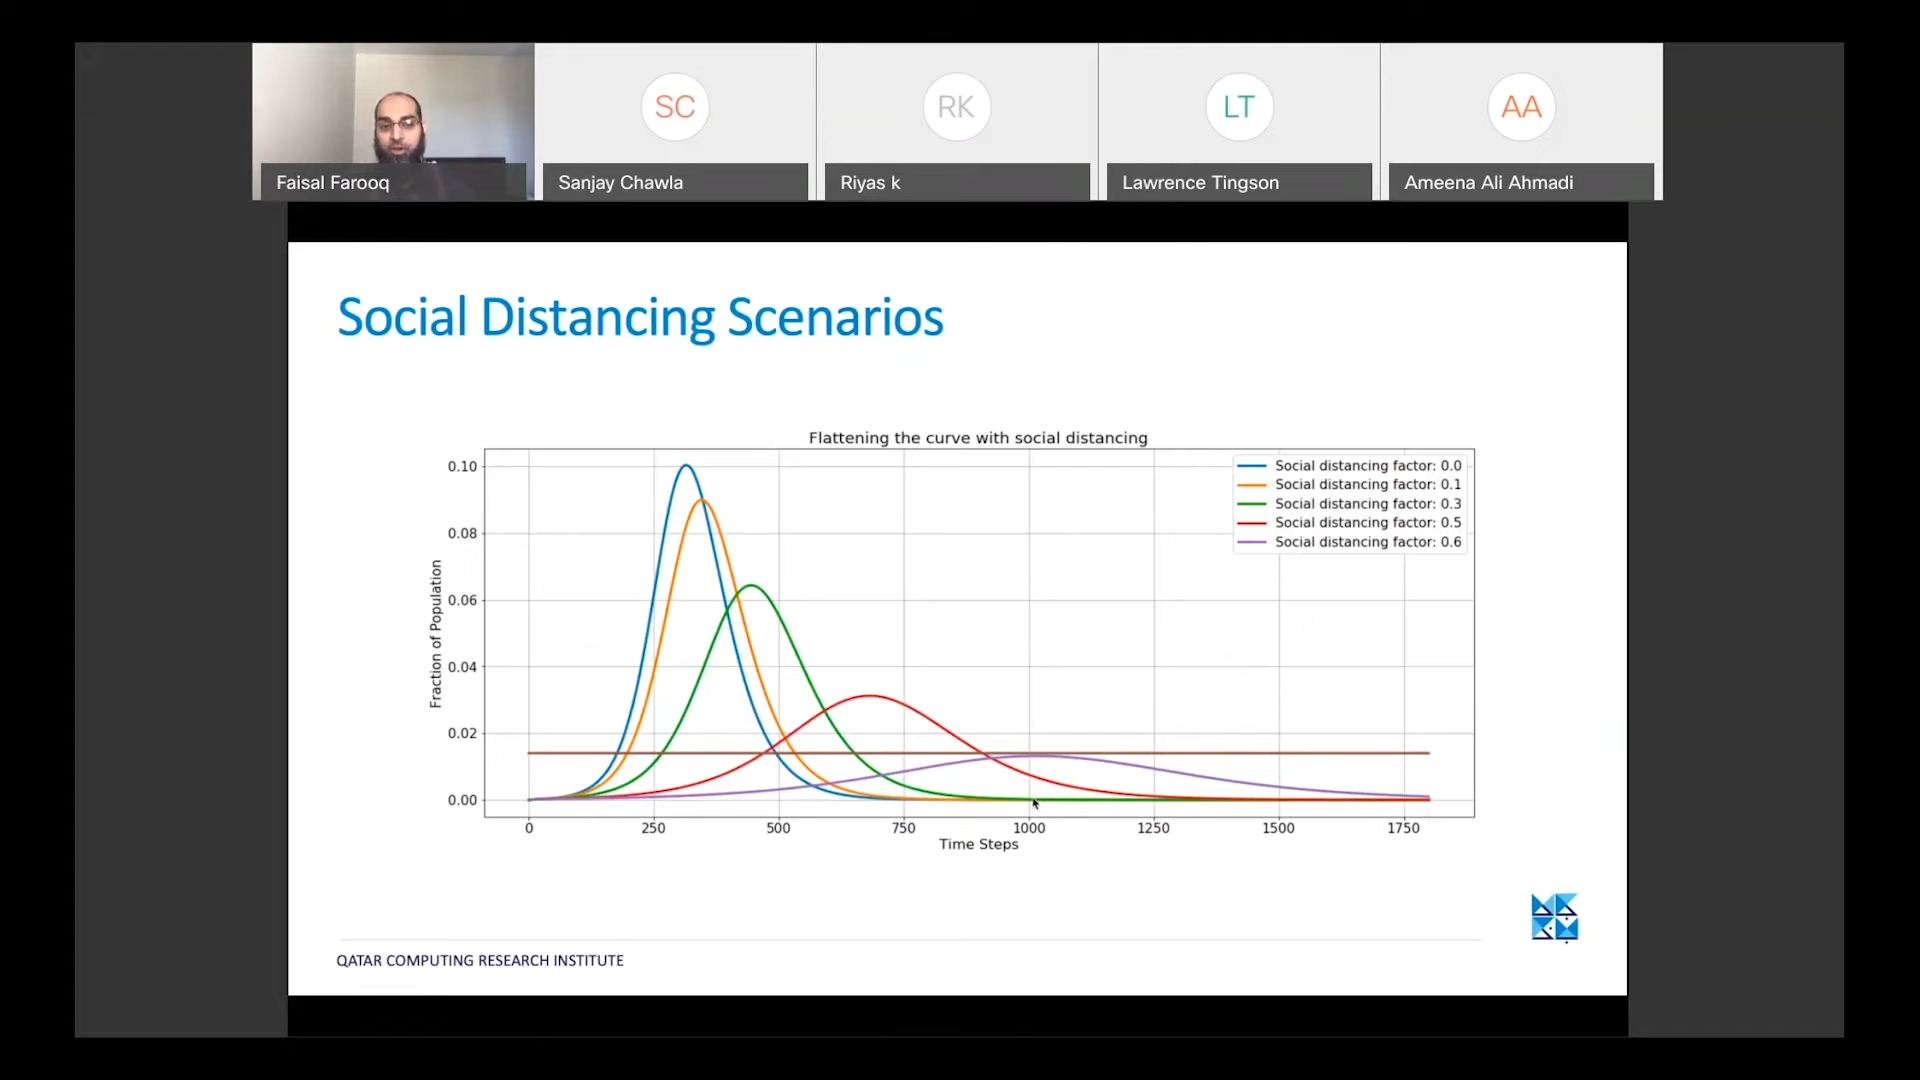 SC
RK
LT
AA
Faisal Farooq
Sanjay Chawla
Riyas k
Lawrence Tingson
Ameena Ali Ahmadi
Social Distancing Scenarios
Flattening the curve with social distancing
Social distancing factor: 0.0
Social distancing factor: 0.1
Social distancing factor: 0.3
Social distancing factor: 0.5
Social distancing factor: 0.6
Fraction of Population
0.10
0.08
0.06
0.04
0.02
0.00
0 250 500 750 1000 1250 1500 1750
Time Steps
QATAR COMPUTING RESEARCH INSTITUTE